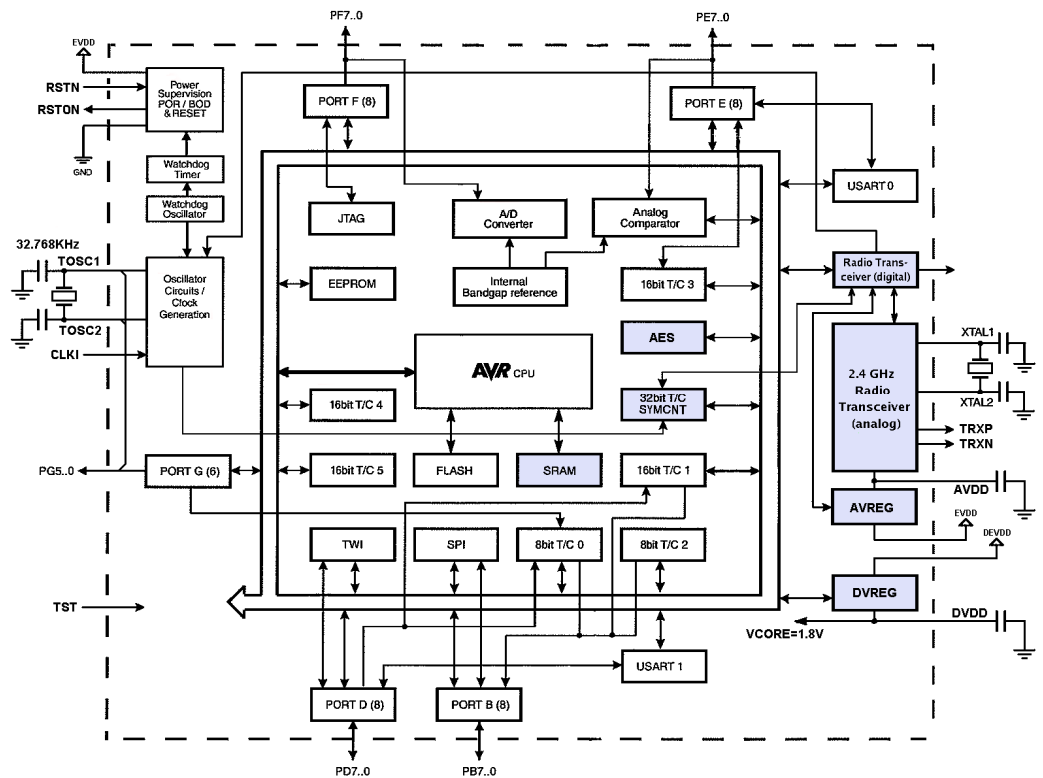 PF7..0
PE7..0
EVDD
RSTN
RSTON
GND
Power
Supervision
POR / BOD
& RESET
PORT F (8)
PORT E (8)
Watchdog
Timer
Watchdog
Oscillator
JTAG
A/D
Converter
Analog
Comparator
USART 0
32.768KHz
TOSC1
TOSC2
CLKI
Oscillator
Circuits /
Clock
Generation
EEPROM
Internal
Bandgap reference
16bit T/C 3
Radio Trans-
ceiver (digital)
AVR CPU
AES
XTAL1
XTAL2
2.4 GHz
Radio
Transceiver
(analog)
TRXP
TRXN
16bit T/C 4
32bit T/C
SYMCNT
PG5..0
PORT G (6)
16bit T/C 5
FLASH
SRAM
16bit T/C 1
AVDD
AVREG
EVDD
DEVDD
TWI
SPI
8bit T/C 0
8bit T/C 2
TST
DVREG
DVDD
VCORE=1.8V
USART 1
PORT D (8)
PORT B (8)
PD7..0
PB7..0